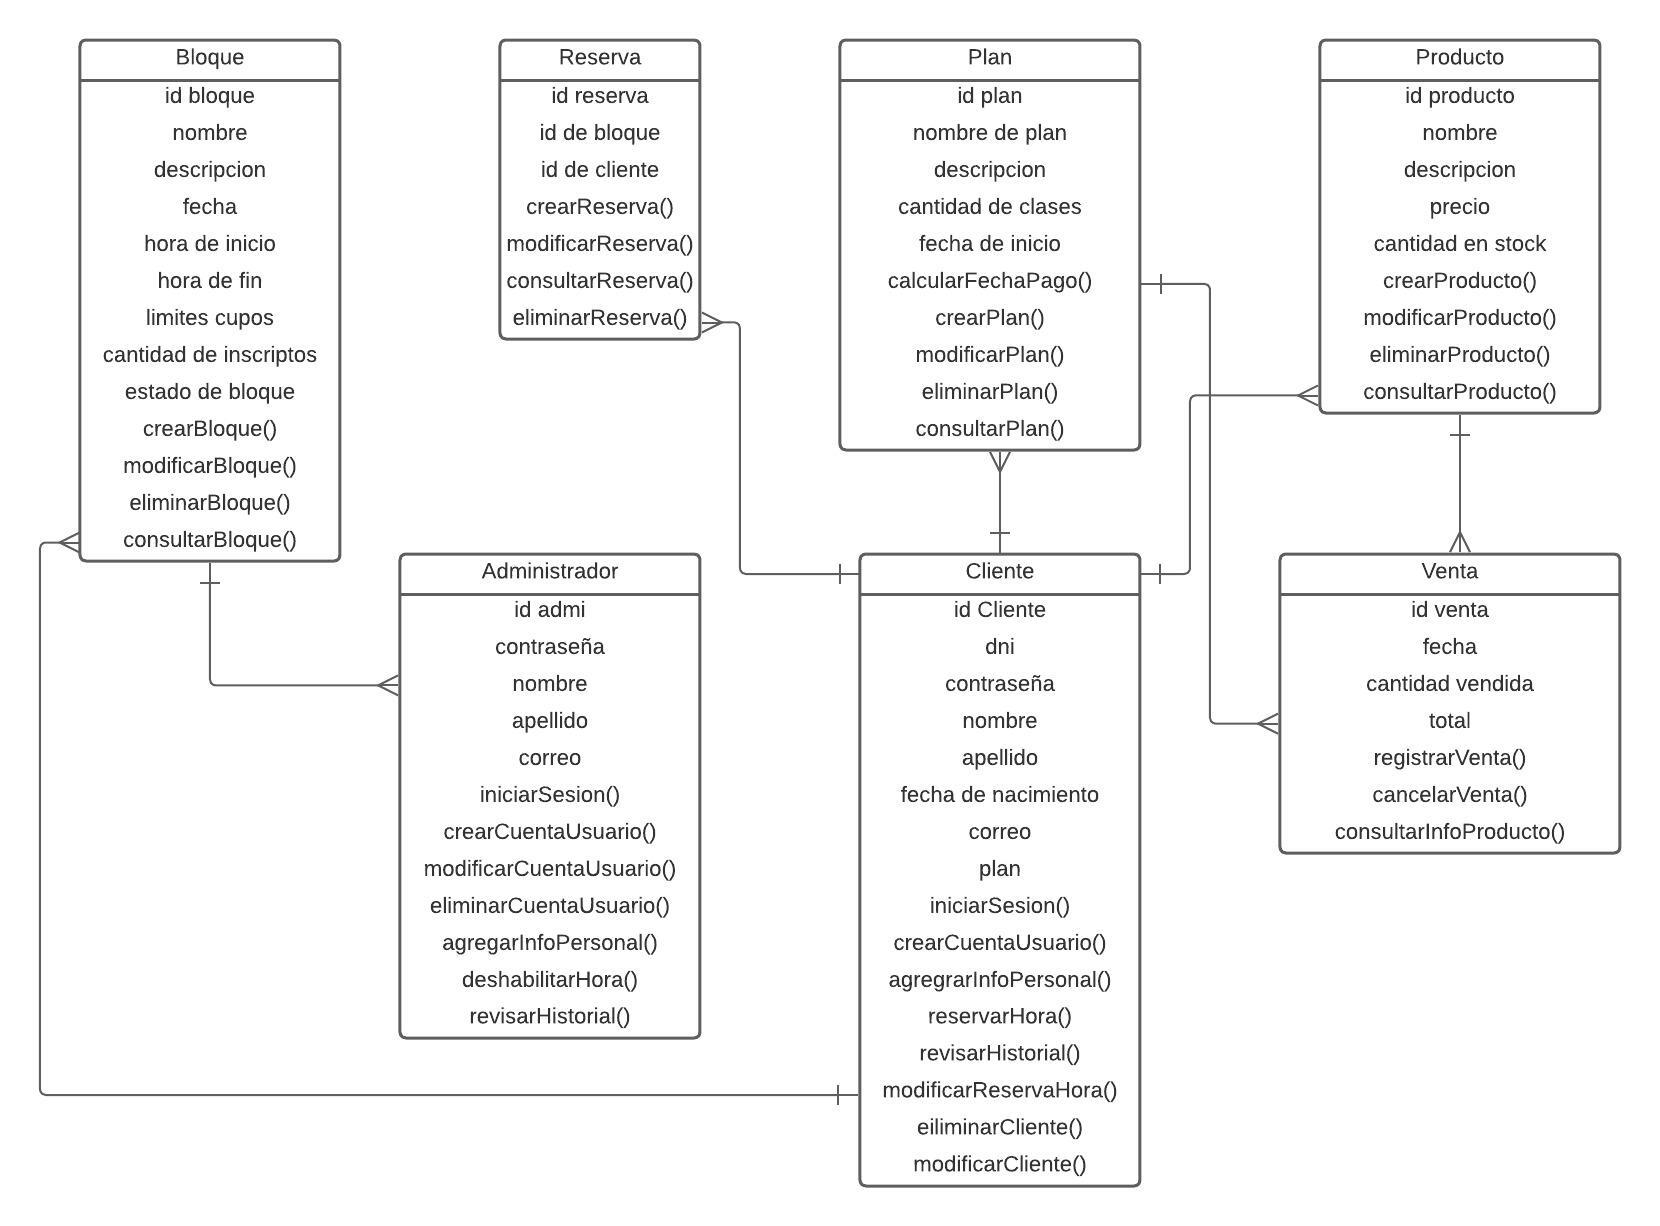 Bloque
id bloque
nombre
descripcion
fecha
hora de inicio
hora de fin
limites cupos
cantidad de inscriptos
estado de bloque
crearBloque()
modificarBloque()
eliminarBloque()
consultarBloque()
Reserva
id reserva
id de bloque
id de cliente
crearReserva()
modificarReserva()
consultarReserva()
eliminarReserva()
Plan
id plan
nombre de plan
descripcion
cantidad de clases
fecha de inicio
calcularFechaPago()
crearPlan()
modificarPlan()
eliminarPlan()
consultarPlan()
Producto
id producto
nombre
descripcion
precio
cantidad en stock
crearProducto()
modificarProducto()
eliminarProducto()
consultarProducto()
Administrador
id admi
contraseña
nombre
apellido
correo
iniciarSesion()
crearCuentaUsuario()
modificarCuentaUsuario()
eliminarCuentaUsuario()
agregarInfoPersonal()
deshabilitarHora()
revisarHistorial()
Cliente
id Cliente
dni
contraseña
nombre
apellido
fecha de nacimiento
correo
plan
iniciarSesion()
crearCuentaUsuario()
agregrarInfoPersonal()
reservarHora()
revisarHistorial()
modificarReservaHora()
eiliminarCliente()
modificarCliente()
Venta
id venta
fecha
cantidad vendida
total
registrarVenta()
cancelarVenta()
consultarInfoProducto()